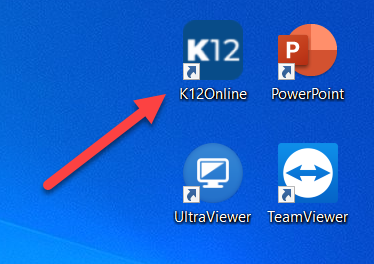 K12
K12Online
P
PowerPoint
UltraViewer
TeamViewer